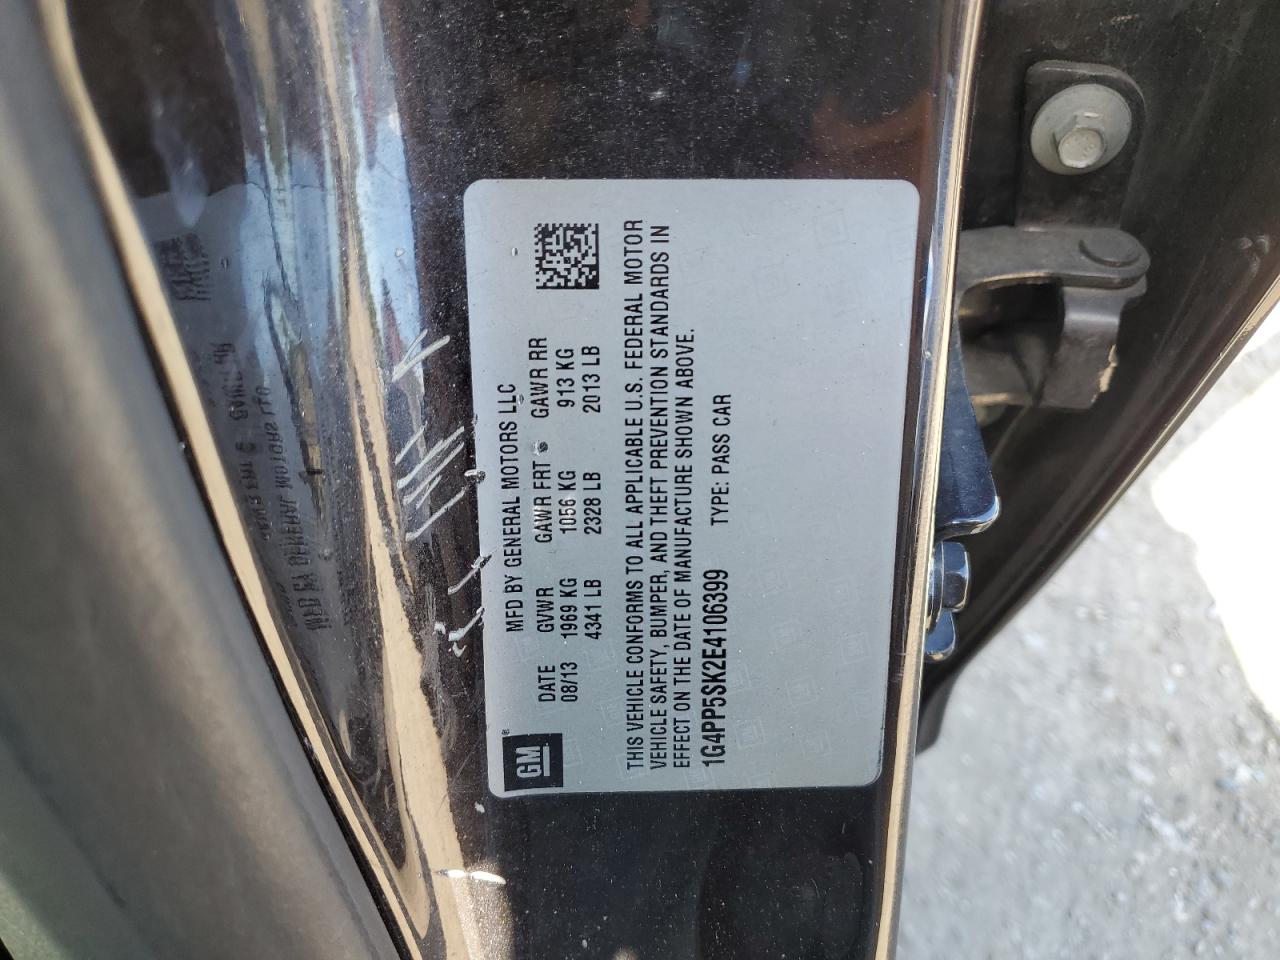 GM
MFD BY GENERAL MOTORS LLC
DATE GVWR GAWR FRT GAWR RR
08/13 1969 KG 1056 KG 913 KG
4341 LB 2328 LB 2013 LB
THIS VEHICLE CONFORMS TO ALL APPLICABLE U.S. FEDERAL MOTOR
VEHICLE SAFETY, BUMPER, AND THEFT PREVENTION STANDARDS IN
EFFECT ON THE DATE OF MANUFACTURE SHOWN ABOVE.
1G4PP5SK2E4106399 TYPE: PASS CAR